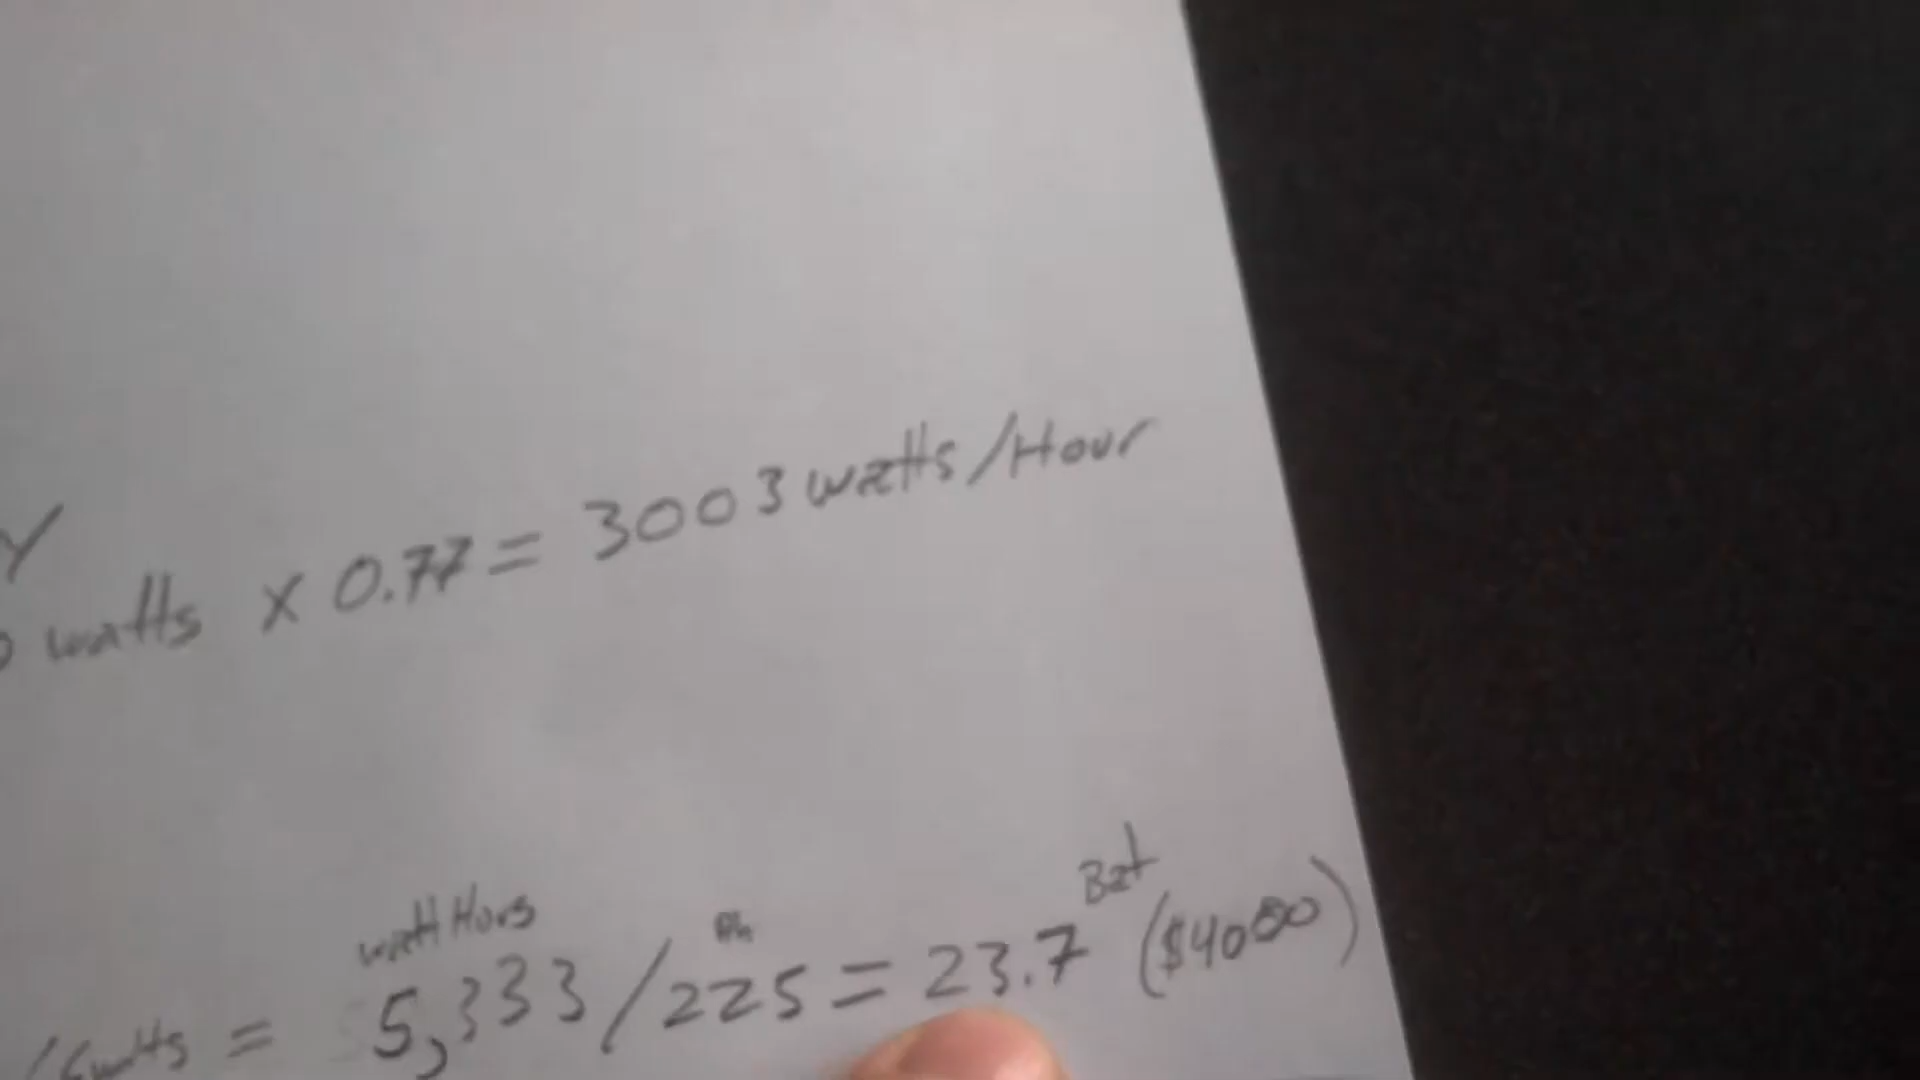 Y
watts x 0.77 = 3003 watts/Hour
watt Hours Ah Bat
watts = 5,333/225 = 23.7 ($4000)